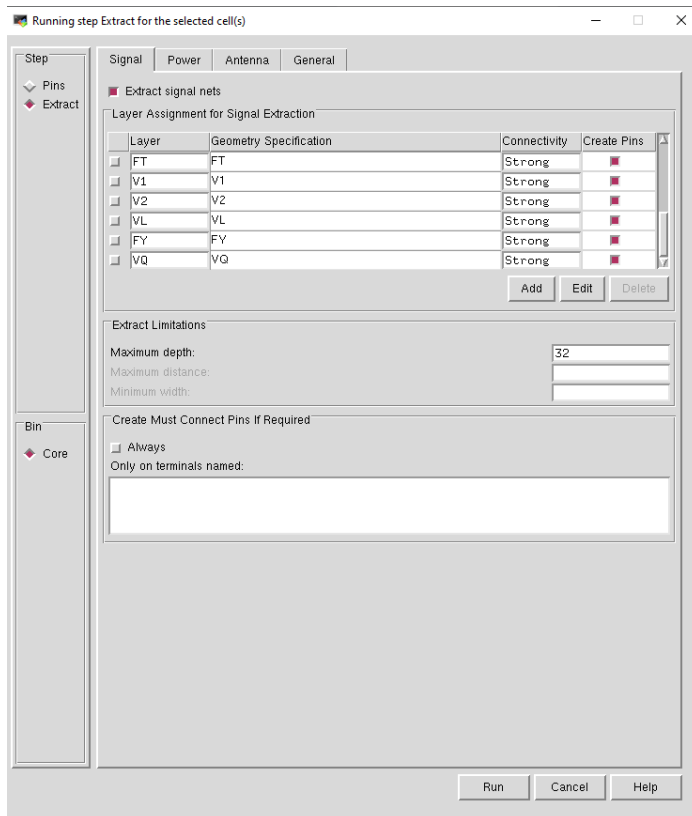 Running step Extract for the selected cell(s)
Step
Pins
Extract
Bin
Core
Signal Power Antenna General
Extract signal nets
Layer Assignment for Signal Extraction
Layer Geometry Specification Connectivity Create Pins
FT FT Strong
V1 V1 Strong
V2 V2 Strong
VL VL Strong
FY FY Strong
VQ VQ Strong
Add Edit Delete
Extract Limitations
Maximum depth: 32
Maximum distance:
Minimum width:
Create Must Connect Pins If Required
Always
Only on terminals named:
Run Cancel Help